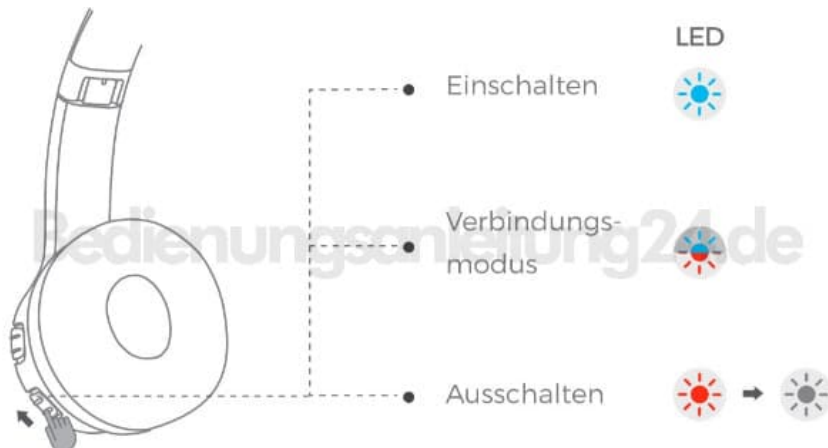 LED
Einschalten
Bedienungsanleitung24.de
Verbindungs-
modus
Ausschalten